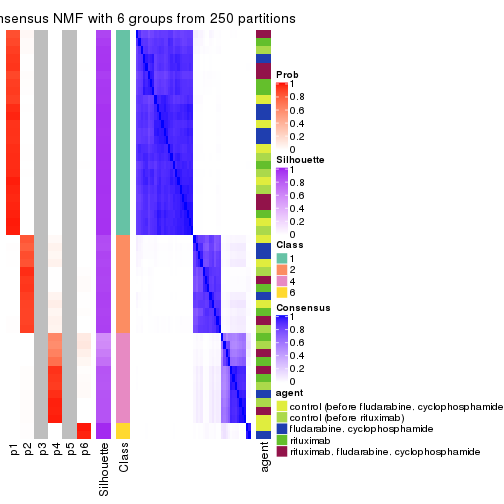 nsensus NMF with 6 groups from 250 partitions
Prob
1
0.8
0.6
0.4
0.2
0
Silhouette
1
0.8
0.6
0.4
0.2
0
Class
1
2
4
6
Consensus
1
0.8
0.6
0.4
0.2
0
agent
control (before fludarabine. cyclophosphamide
control (before rituximab)
fludarabine. cyclophosphamide
rituximab
rituximab. fludarabine. cyclophosphamide
p1
p2
p3
p4
p5
p6
Silhouette
Class
agent